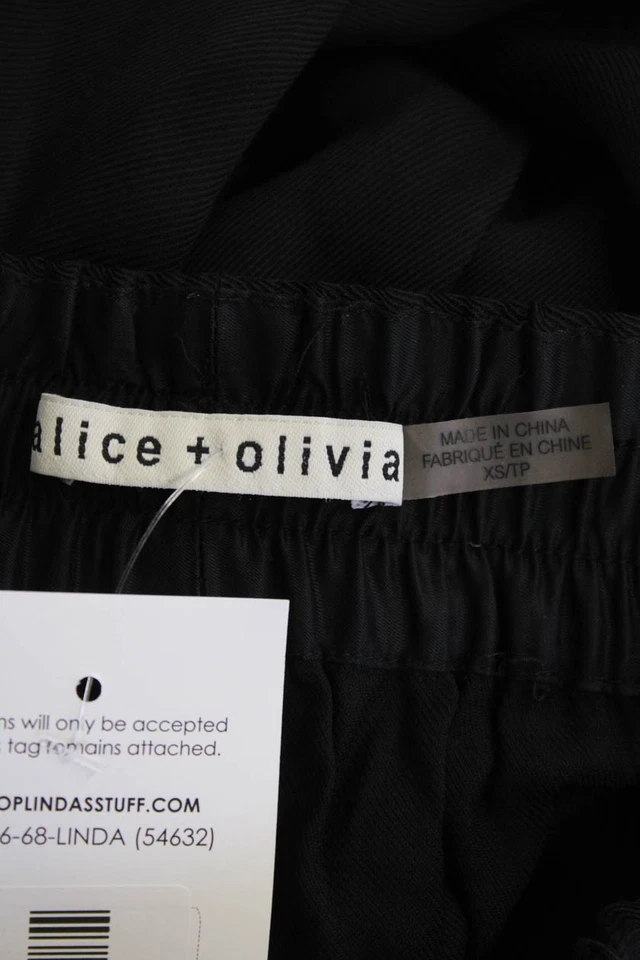 alice + olivia
MADE IN CHINA
FABRIQUÉ EN CHINE
XS/TP
ns will only be accepted
tag remains attached.
OPLINDASSTUFF.COM
6-68-LINDA (54632)